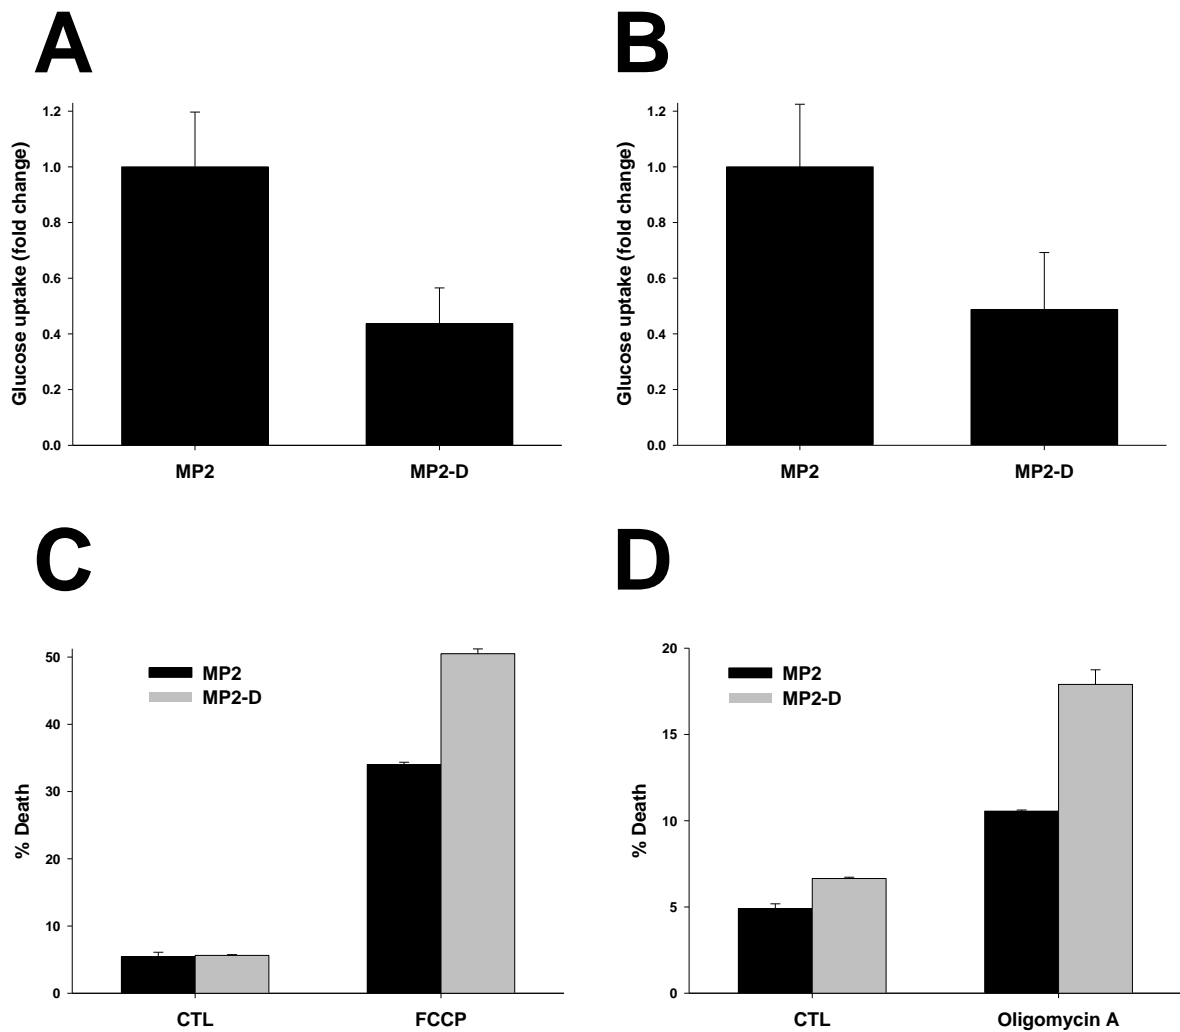 A
Glucose uptake (fold change)
1.2
1.0
0.8
0.6
0.4
0.2
0.0
MP2 MP2-D
B
Glucose uptake (fold change)
1.2
1.0
0.8
0.6
0.4
0.2
0.0
MP2 MP2-D
C
% Death
50
40
30
20
10
0
MP2
MP2-D
CTL FCCP
D
% Death
20
15
10
5
0
MP2
MP2-D
CTL Oligomycin A